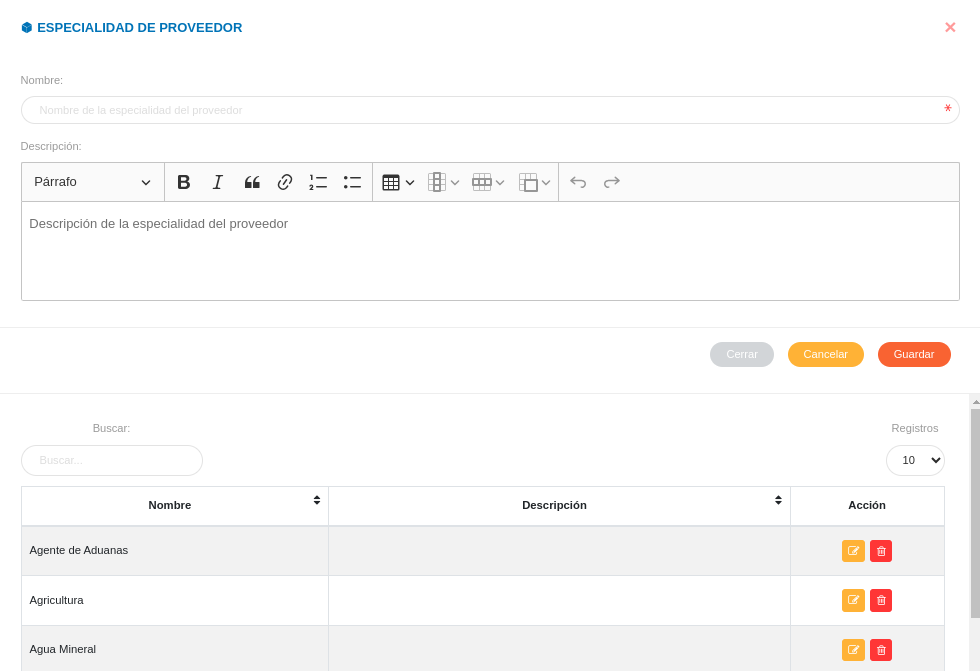 ESPECIALIDAD DE PROVEEDOR
Nombre:
Nombre de la especialidad del proveedor *
Descripción:
Párrafo
Descripción de la especialidad del proveedor
Cerrar Cancelar Guardar
Buscar: Registros
Buscar... 10
Nombre Descripción Acción
Agente de Aduanas
Agricultura
Agua Mineral